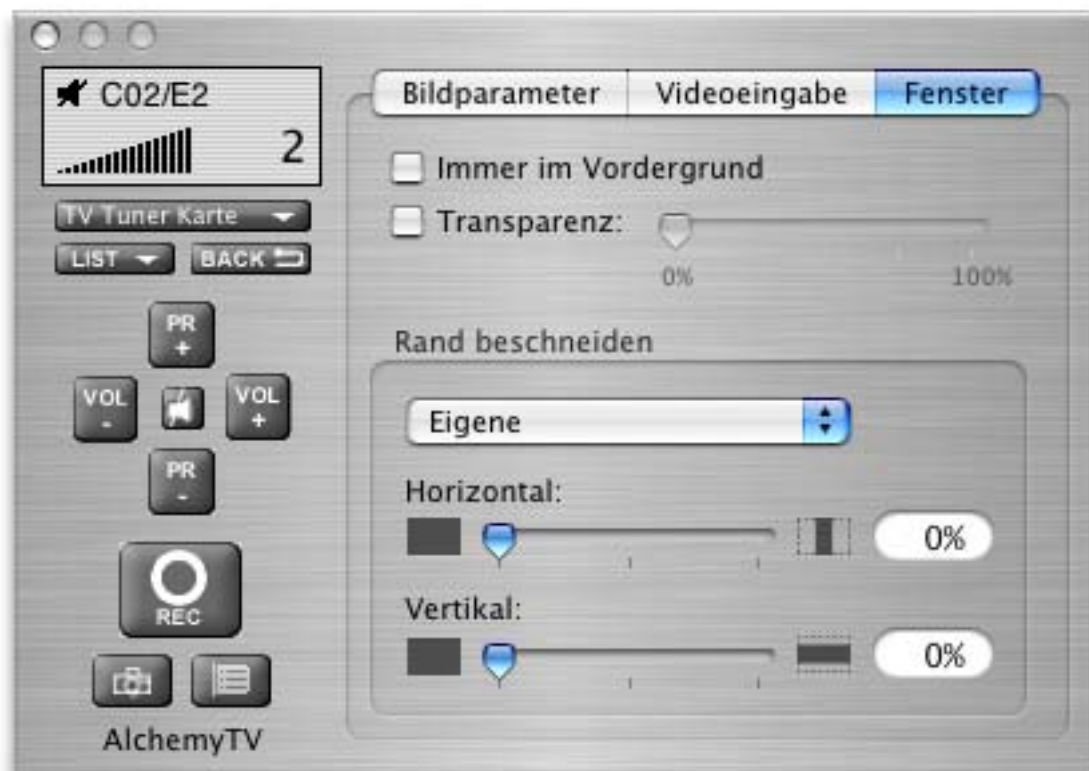 C02/E2
2
TV Tuner Karte
LIST
BACK
PR
+
VOL
-
VOL
+
PR
-
REC
AlchemyTV
Bildparameter
Videoeingabe
Fenster
Immer im Vordergrund
Transparenz:
0%
100%
Rand beschneiden
Eigene
Horizontal:
0%
Vertikal:
0%